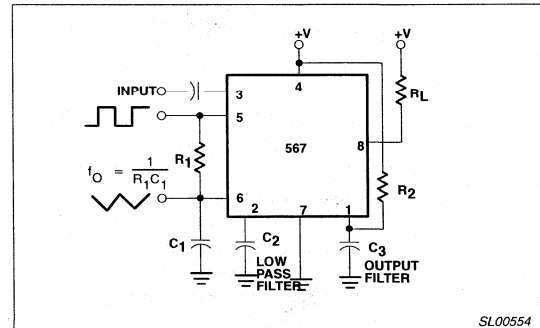 +V
+V
INPUT
3
4
RL
5
567
8
R1
fO = 1
R1C1
R2
6
2
7
1
C1
C2
C3
LOW
PASS
FILTER
OUTPUT
FILTER
SL00554